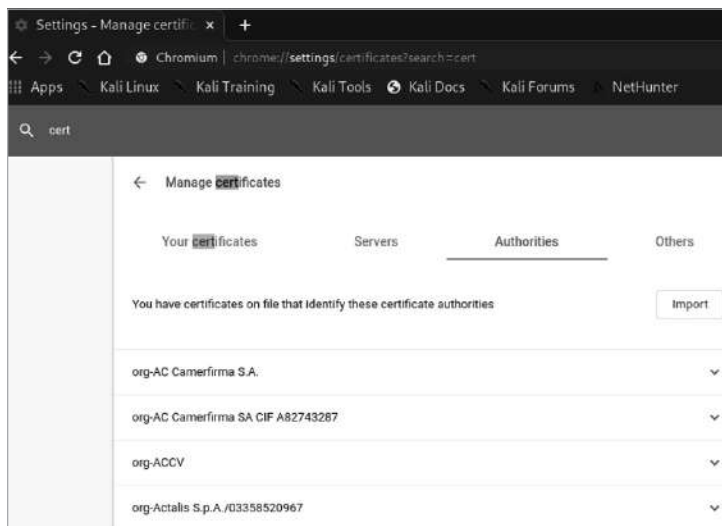 Settings - Manage certific × +
Chromium | chrome://settings/certificates?search=cert
Apps Kali Linux Kali Training Kali Tools Kali Docs Kali Forums NetHunter
cert
Manage certificates
Your certificates Servers Authorities Others
You have certificates on file that identify these certificate authorities Import
org-AC Camerfirma S.A.
org-AC Camerfirma SA CIF A82743287
org-ACCV
org-Actalis S.p.A./03358520967